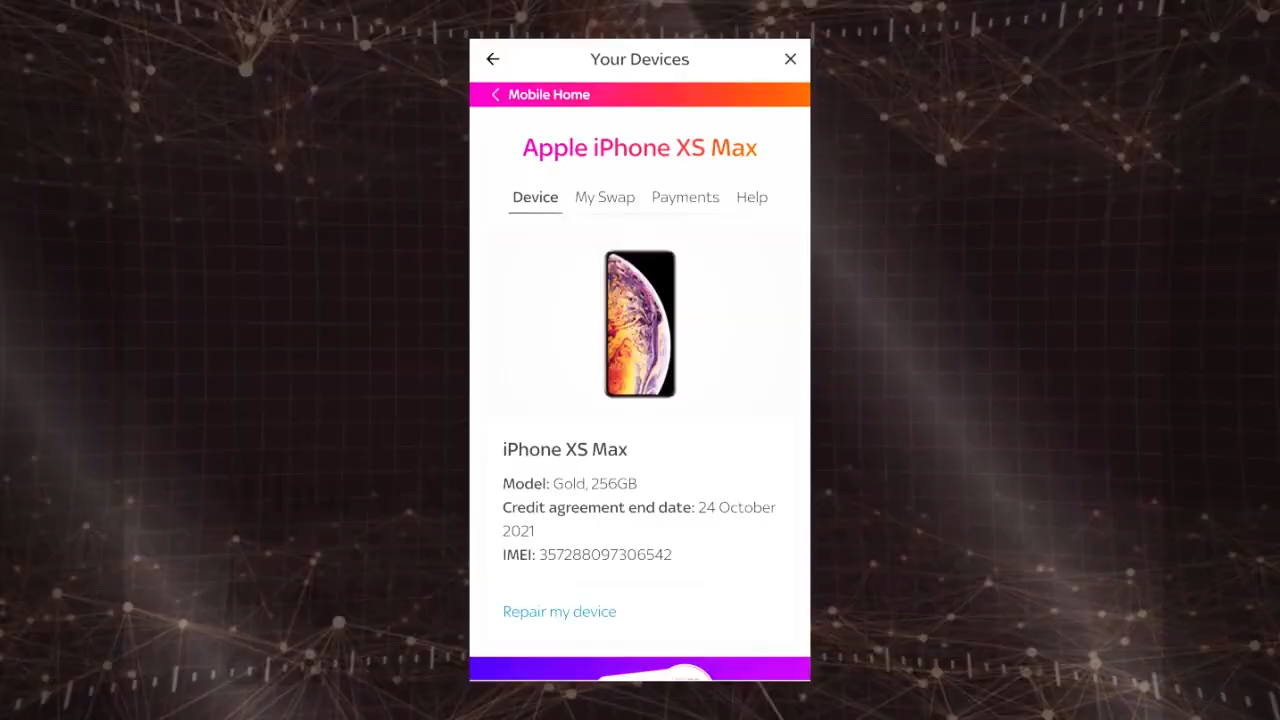 Your Devices
Mobile Home
Apple iPhone XS Max
Device My Swap Payments Help
iPhone XS Max
Model: Gold, 256GB
Credit agreement end date: 24 October
2021
IMEI: 357288097306542
Repair my device